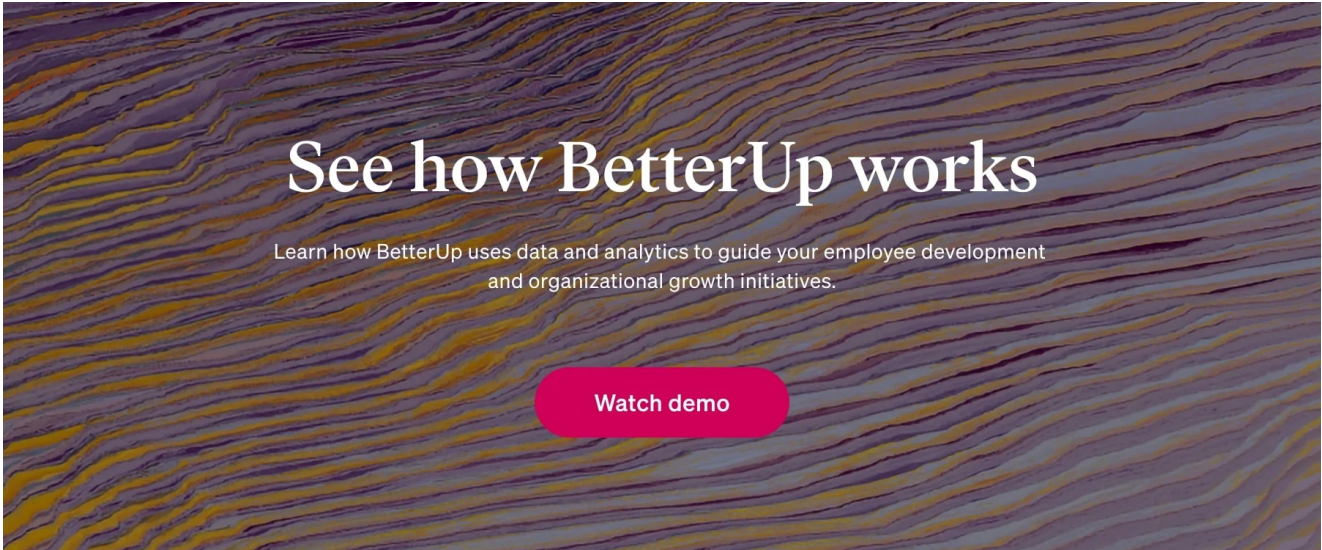 See how BetterUp works
Learn how BetterUp uses data and analytics to guide your employee development
and organizational growth initiatives.
Watch demo